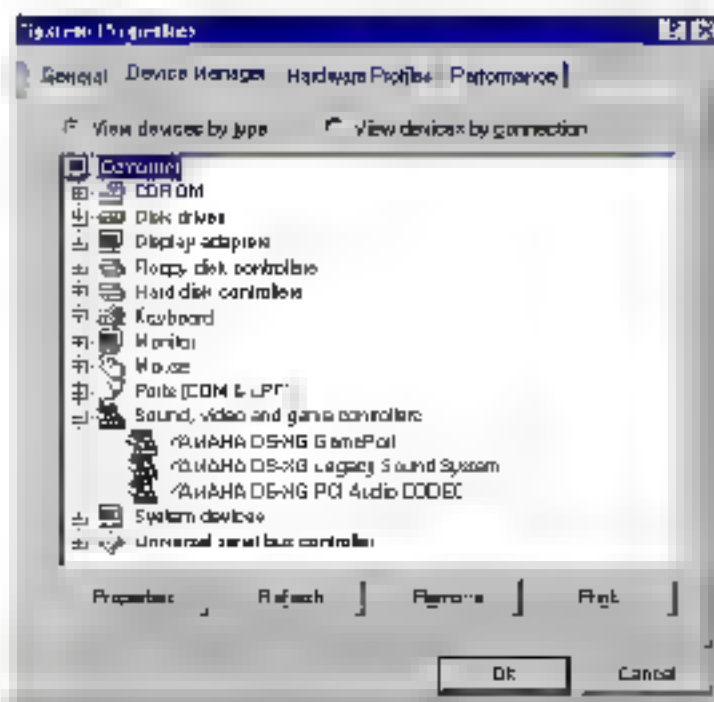 System Properties
General Device Manager Hardware Profiles Performance
View devices by type View devices by connection
Computer
CDROM
Disk drives
Display adapters
Floppy disk controllers
Hard disk controllers
Keyboard
Monitor
Mouse
Ports (COM & LPT)
Sound, video and game controllers
YAMAHA DS-XG GamePort
YAMAHA DS-XG Legacy Sound System
YAMAHA DS-XG PCI Audio CODEC
System devices
Universal serial bus controller
Properties Refresh Remove Print
OK Cancel